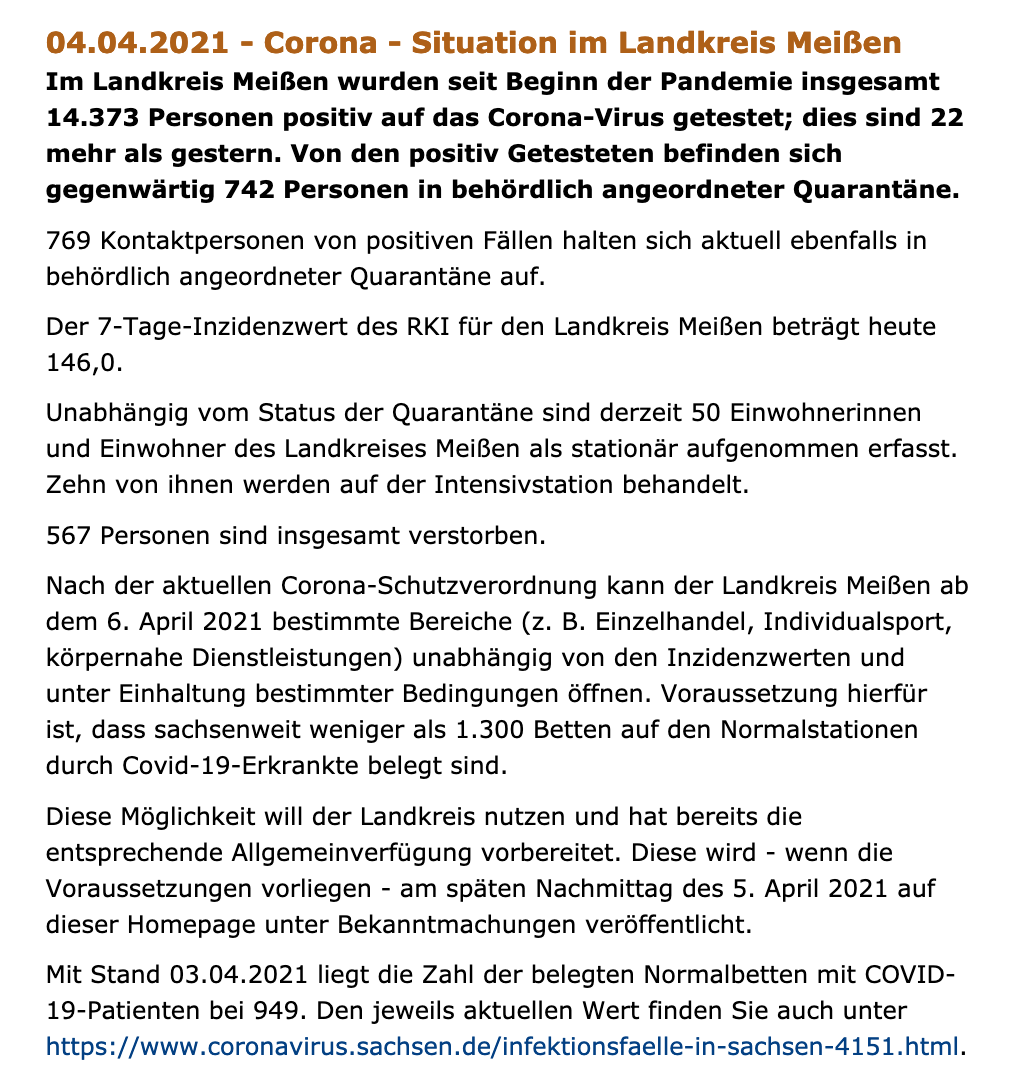 04.04.2021 - Corona - Situation im Landkreis Meißen
Im Landkreis Meißen wurden seit Beginn der Pandemie insgesamt
14.373 Personen positiv auf das Corona-Virus getestet; dies sind 22
mehr als gestern. Von den positiv Getesteten befinden sich
gegenwärtig 742 Personen in behördlich angeordneter Quarantäne.
769 Kontaktpersonen von positiven Fällen halten sich aktuell ebenfalls in
behördlich angeordneter Quarantäne auf.
Der 7-Tage-Inzidenzwert des RKI für den Landkreis Meißen beträgt heute
146,0.
Unabhängig vom Status der Quarantäne sind derzeit 50 Einwohnerinnen
und Einwohner des Landkreises Meißen als stationär aufgenommen erfasst.
Zehn von ihnen werden auf der Intensivstation behandelt.
567 Personen sind insgesamt verstorben.
Nach der aktuellen Corona-Schutzverordnung kann der Landkreis Meißen ab
dem 6. April 2021 bestimmte Bereiche (z. B. Einzelhandel, Individualsport,
körpernahe Dienstleistungen) unabhängig von den Inzidenzwerten und
unter Einhaltung bestimmter Bedingungen öffnen. Voraussetzung hierfür
ist, dass sachsenweit weniger als 1.300 Betten auf den Normalstationen
durch Covid-19-Erkrankte belegt sind.
Diese Möglichkeit will der Landkreis nutzen und hat bereits die
entsprechende Allgemeinverfügung vorbereitet. Diese wird - wenn die
Voraussetzungen vorliegen - am späten Nachmittag des 5. April 2021 auf
dieser Homepage unter Bekanntmachungen veröffentlicht.
Mit Stand 03.04.2021 liegt die Zahl der belegten Normalbetten mit COVID-
19-Patienten bei 949. Den jeweils aktuellen Wert finden Sie auch unter
https://www.coronavirus.sachsen.de/infektionsfaelle-in-sachsen-4151.html.